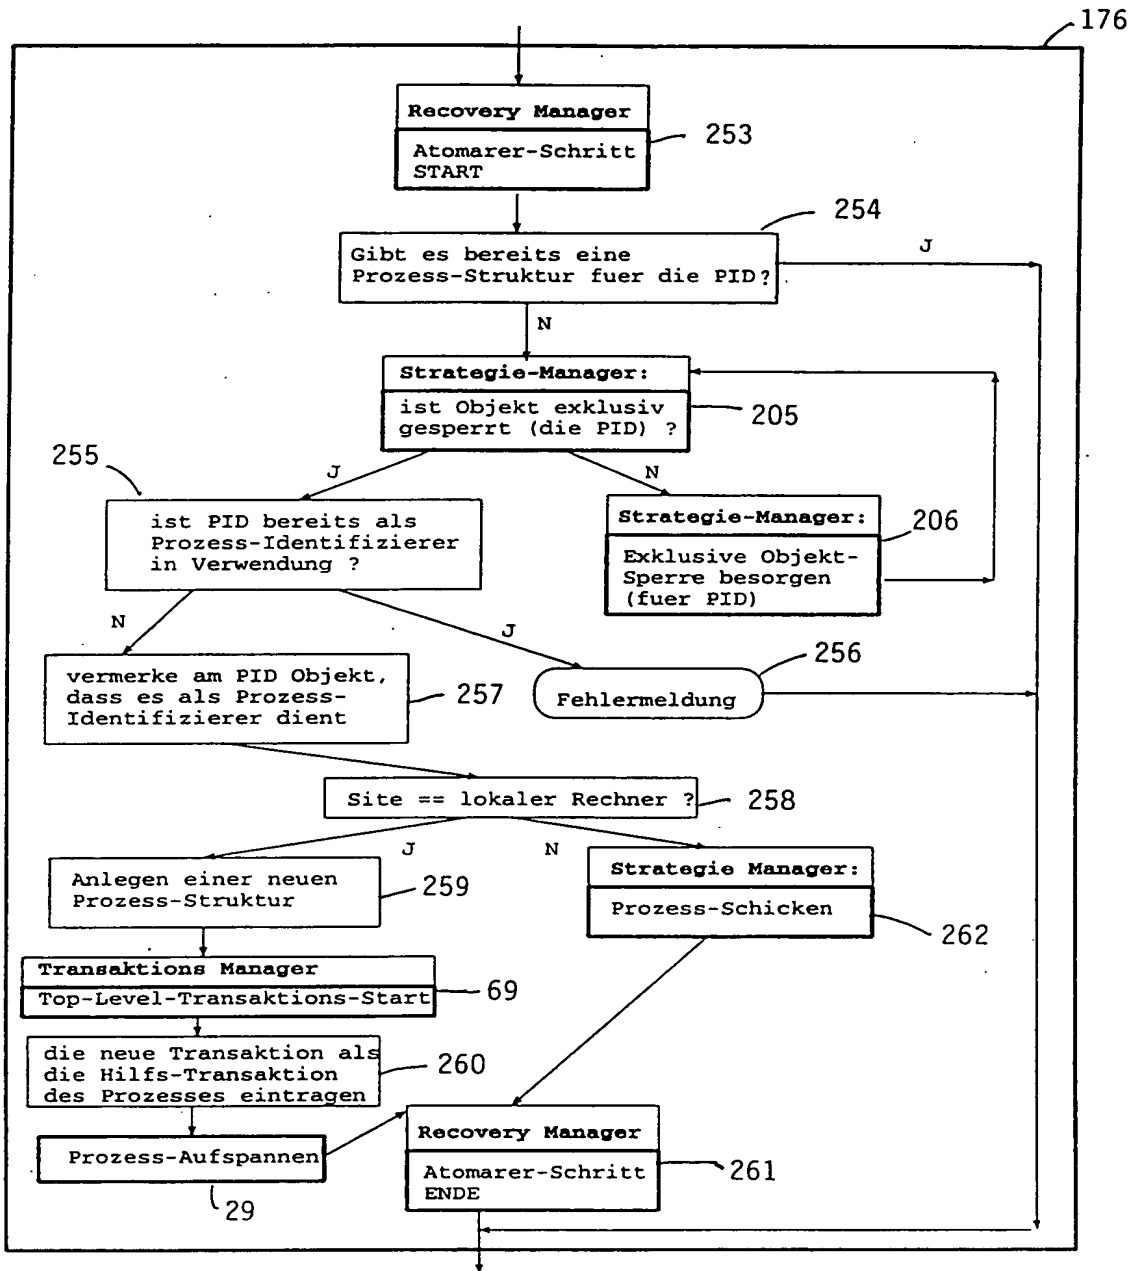 176
Recovery Manager
Atomarer-Schritt
START
253
254
Gibt es bereits eine
Prozess-Struktur fuer die PID?
J
N
Strategie-Manager:
ist Objekt exklusiv
gesperrt (die PID) ?
205
255
J
N
ist PID bereits als
Prozess-Identifizierer
in Verwendung ?
Strategie-Manager:
206
Exklusive Objekt-
Sperre besorgen
(fuer PID)
N
J
vermerke am PID Objekt,
dass es als Prozess-
Identifizierer dient
257
256
Fehlermeldung
Site == lokaler Rechner ?
258
J
N
Anlegen einer neuen
Prozess-Struktur
259
Strategie Manager:
Prozess-Schicken
262
Transaktions Manager
Top-Level-Transaktions-Start
69
die neue Transaktion als
die Hilfs-Transaktion
des Prozesses eintragen
260
Prozess-Aufspannen
29
Recovery Manager
Atomarer-Schritt
ENDE
261